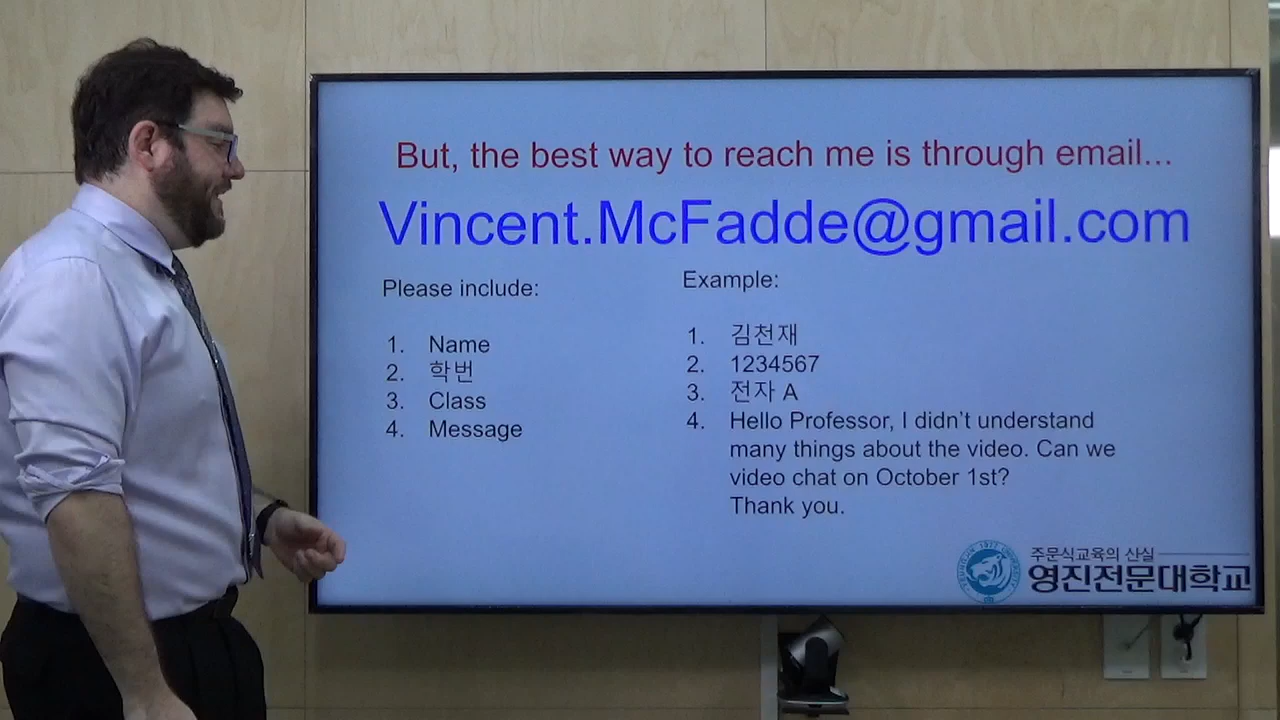 But, the best way to reach me is through email...
Vincent.McFadde@gmail.com
Please include:
1. Name
2. 학번
3. Class
4. Message
Example:
1. 김천재
2. 1234567
3. 전자 A
4. Hello Professor, I didn't understand
many things about the video. Can we
video chat on October 1st?
Thank you.
주문식교육의 산실
영진전문대학교